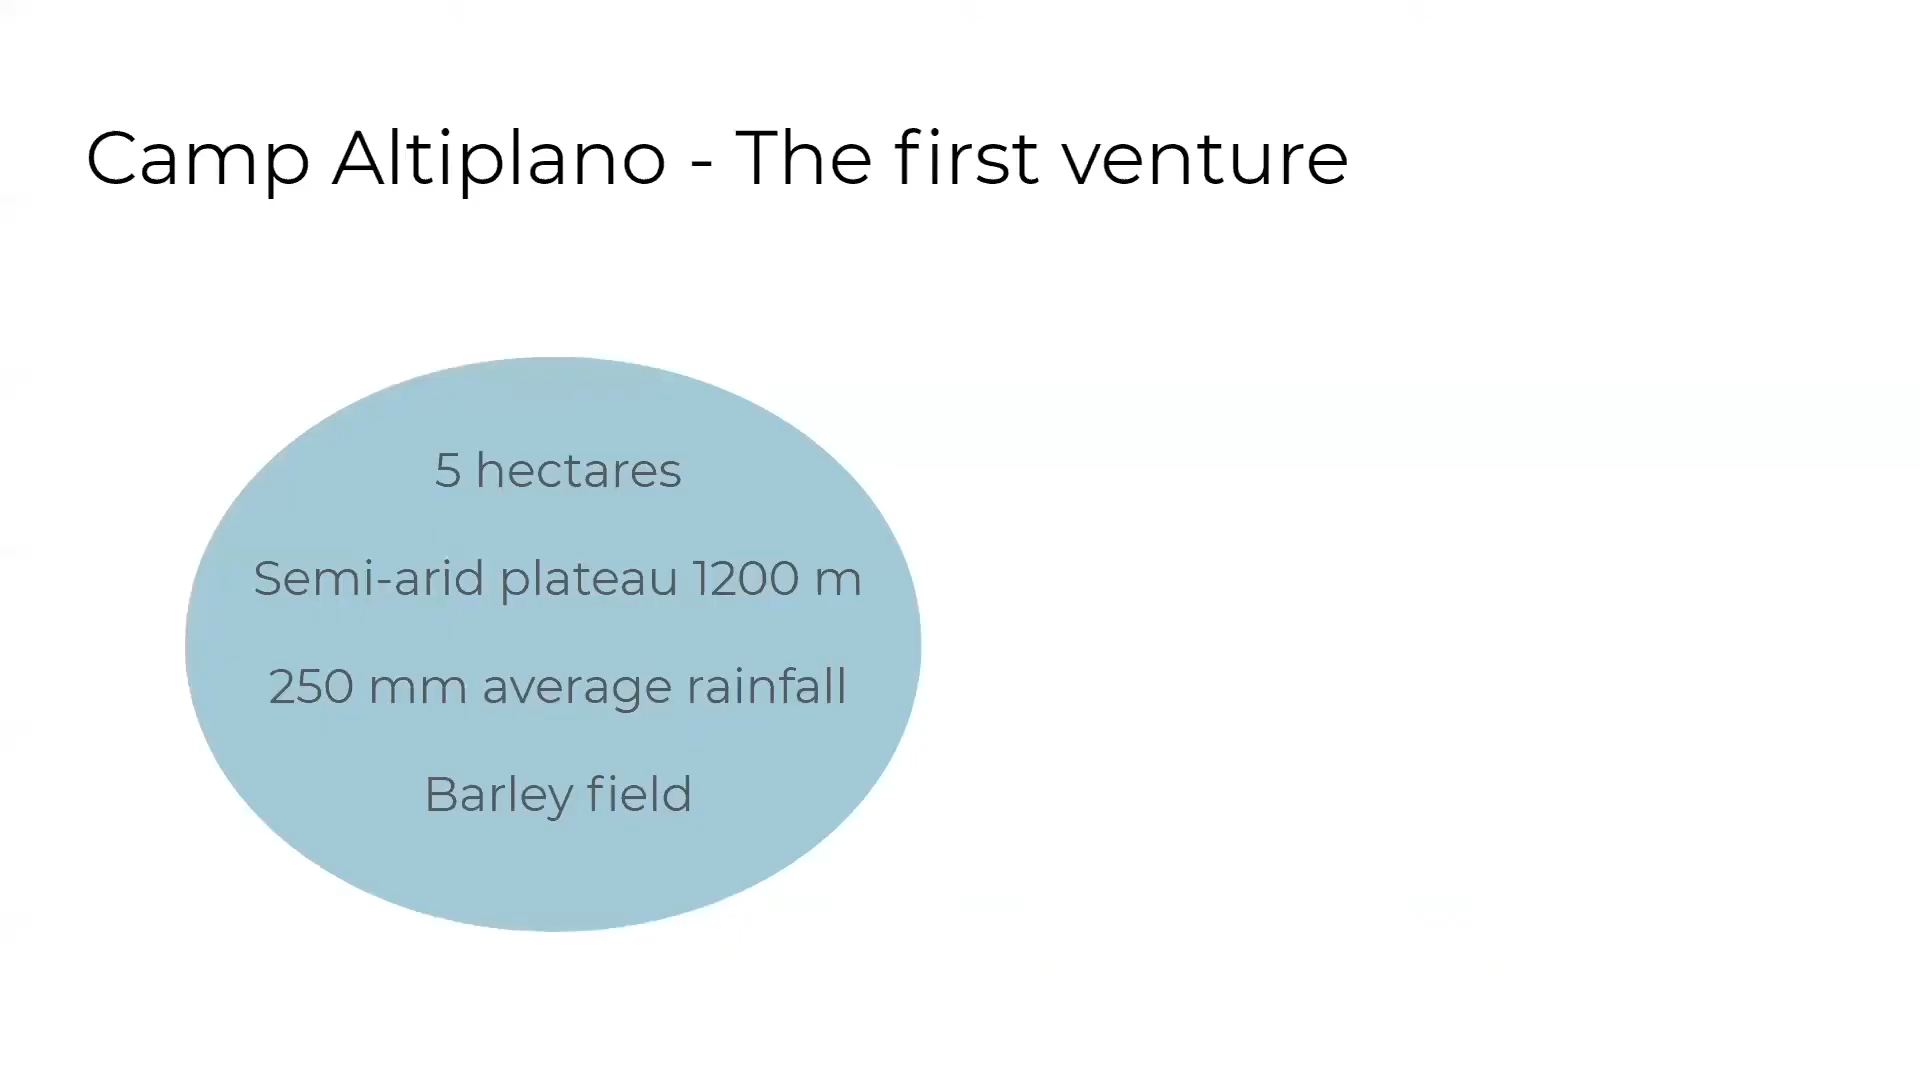 Camp Altiplano - The first venture
5 hectares
Semi-arid plateau 1200 m
250 mm average rainfall
Barley field